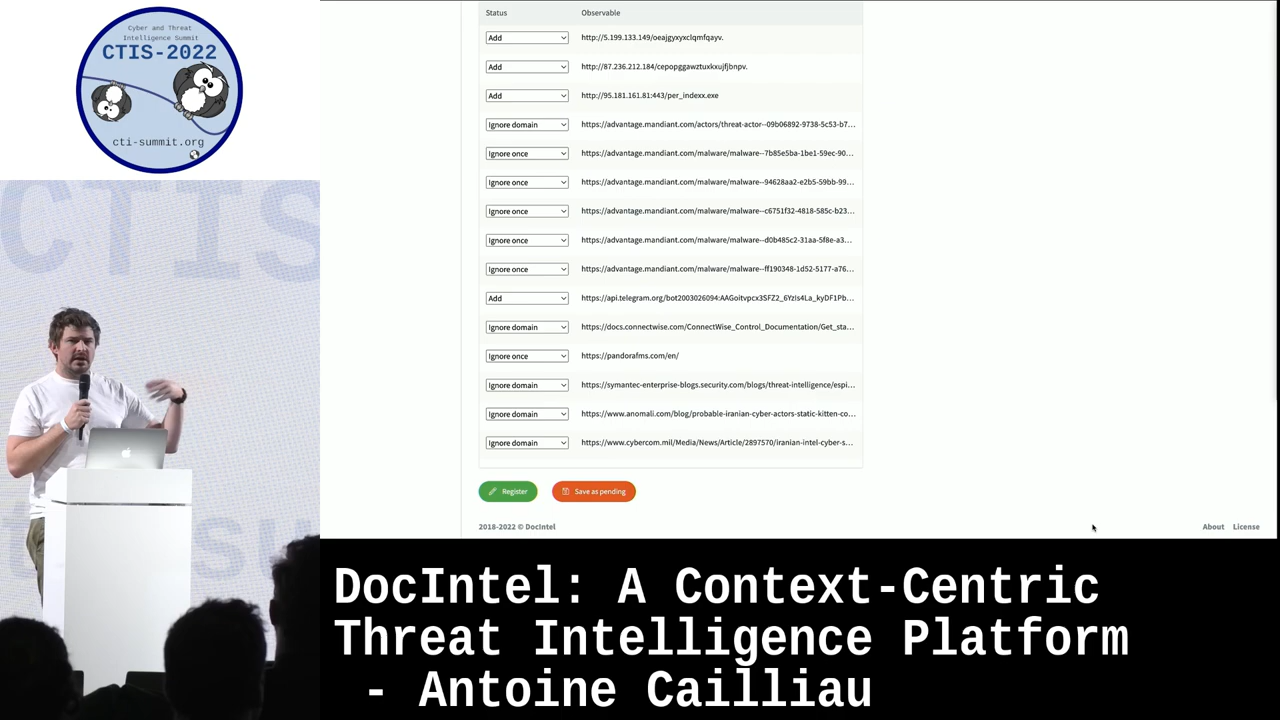 Cyber and Threat
Intelligence Summit
CTIS-2022
cti-summit.org
CTIS
Status Observable
Add http://5.199.133.149/oeajgyxyxclqmfqayv.
Add http://87.236.212.184/cepopggawztuxkxujfjbnpv.
Add http://95.181.161.81:443/per_indexx.exe
Ignore domain https://advantage.mandiant.com/actors/threat-actor--09b06892-9738-5c53-b7...
Ignore once https://advantage.mandiant.com/malware/malware--7b85e5ba-1be1-59ec-90...
Ignore once https://advantage.mandiant.com/malware/malware--94628aa2-e2b5-59bb-99...
Ignore once https://advantage.mandiant.com/malware/malware--c6751f32-4818-585c-b23...
Ignore once https://advantage.mandiant.com/malware/malware--d0b485c2-31aa-5f8e-a3...
Ignore once https://advantage.mandiant.com/malware/malware--ff190348-1d52-5177-a76...
Add https://api.telegram.org/bot2003026094:AAGoitvpcx3SFZ2_6YzIs4La_kyDF1Pb...
Ignore domain https://docs.connectwise.com/ConnectWise_Control_Documentation/Get_sta...
Ignore once https://pandorafms.com/en/
Ignore domain https://symantec-enterprise-blogs.security.com/blogs/threat-intelligence/espi...
Ignore domain https://www.anomali.com/blog/probable-iranian-cyber-actors-static-kitten-co...
Ignore domain https://www.cybercom.mil/Media/News/Article/2897570/iranian-intel-cyber-s...
Register Save as pending
2018-2022 © DocIntel About License
DocIntel: A Context-Centric
Threat Intelligence Platform
- Antoine Cailliau